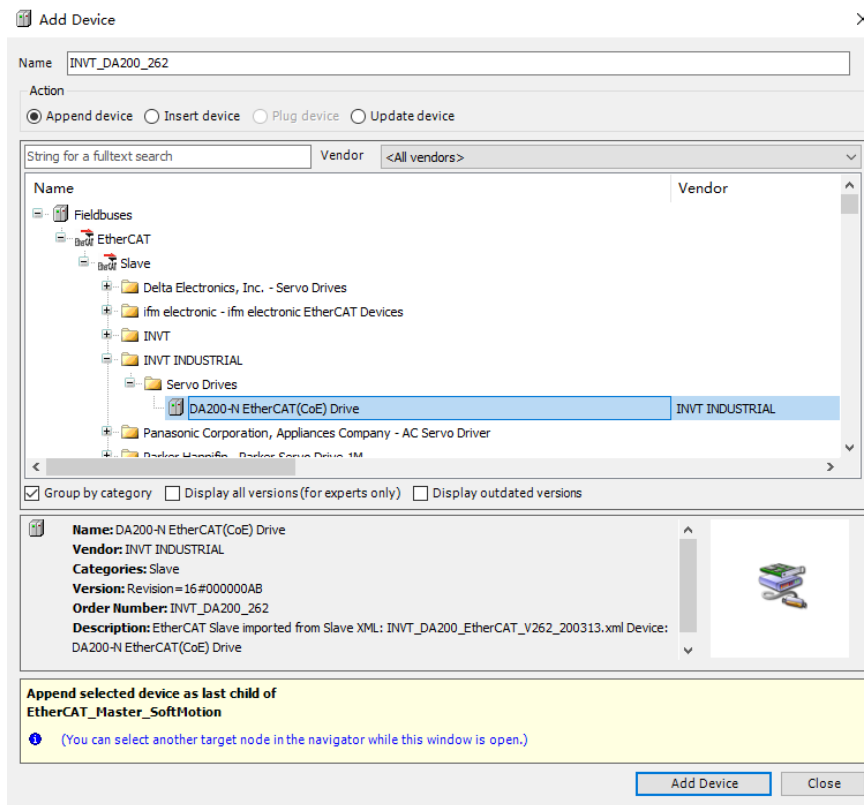 Add Device
Name INVT_DA200_262
Action
Append device Insert device Plug device Update device
String for a fulltext search Vendor <All vendors>
Name Vendor
Fieldbuses
EtherCAT
Slave
Delta Electronics, Inc. - Servo Drives
ifm electronic - ifm electronic EtherCAT Devices
INVT
INVT INDUSTRIAL
Servo Drives
DA200-N EtherCAT(CoE) Drive INVT INDUSTRIAL
Panasonic Corporation, Appliances Company - AC Servo Driver
Parker Hannifin - Parker Servo Drive 1M
Group by category Display all versions (for experts only) Display outdated versions
Name: DA200-N EtherCAT(CoE) Drive
Vendor: INVT INDUSTRIAL
Categories: Slave
Version: Revision=16#000000AB
Order Number: INVT_DA200_262
Description: EtherCAT Slave imported from Slave XML: INVT_DA200_EtherCAT_V262_200313.xml Device:
DA200-N EtherCAT(CoE) Drive
Append selected device as last child of
EtherCAT_Master_SoftMotion
(You can select another target node in the navigator while this window is open.)
Add Device Close